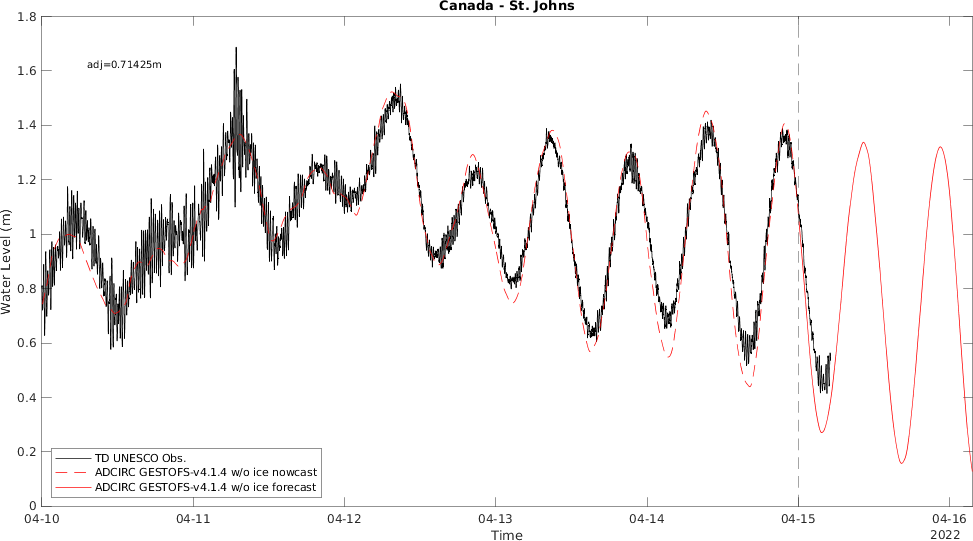 Canada - St. Johns
1.8
1.6
1.4
1.2
1
0.8
0.6
0.4
0.2
0
Water Level (m)
adj=0.71425m
TD UNESCO Obs.
ADCIRC GESTOFS-v4.1.4 w/o ice nowcast
ADCIRC GESTOFS-v4.1.4 w/o ice forecast
04-10 04-11 04-12 04-13 04-14 04-15 04-16
Time 2022